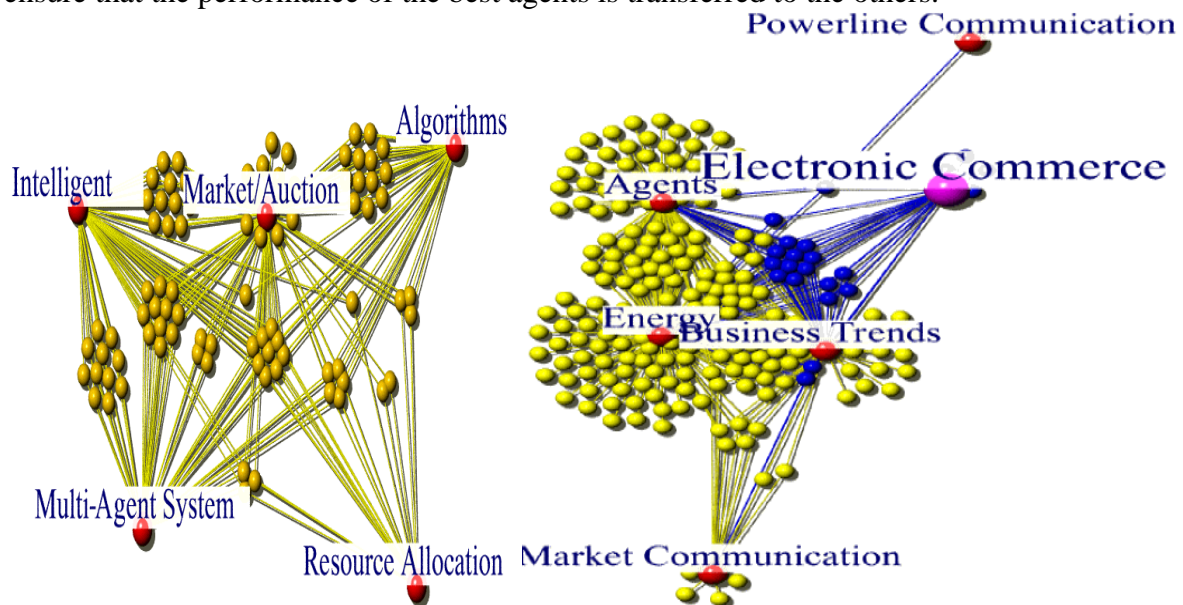 ensure that the performance of the best agents is transferred to the others.
Powerline Communication
Algorithms
Intelligent
Market/Auction
Electronic Commerce
Agents
Energy
Business Trends
Multi-Agent System
Resource Allocation
Market Communication